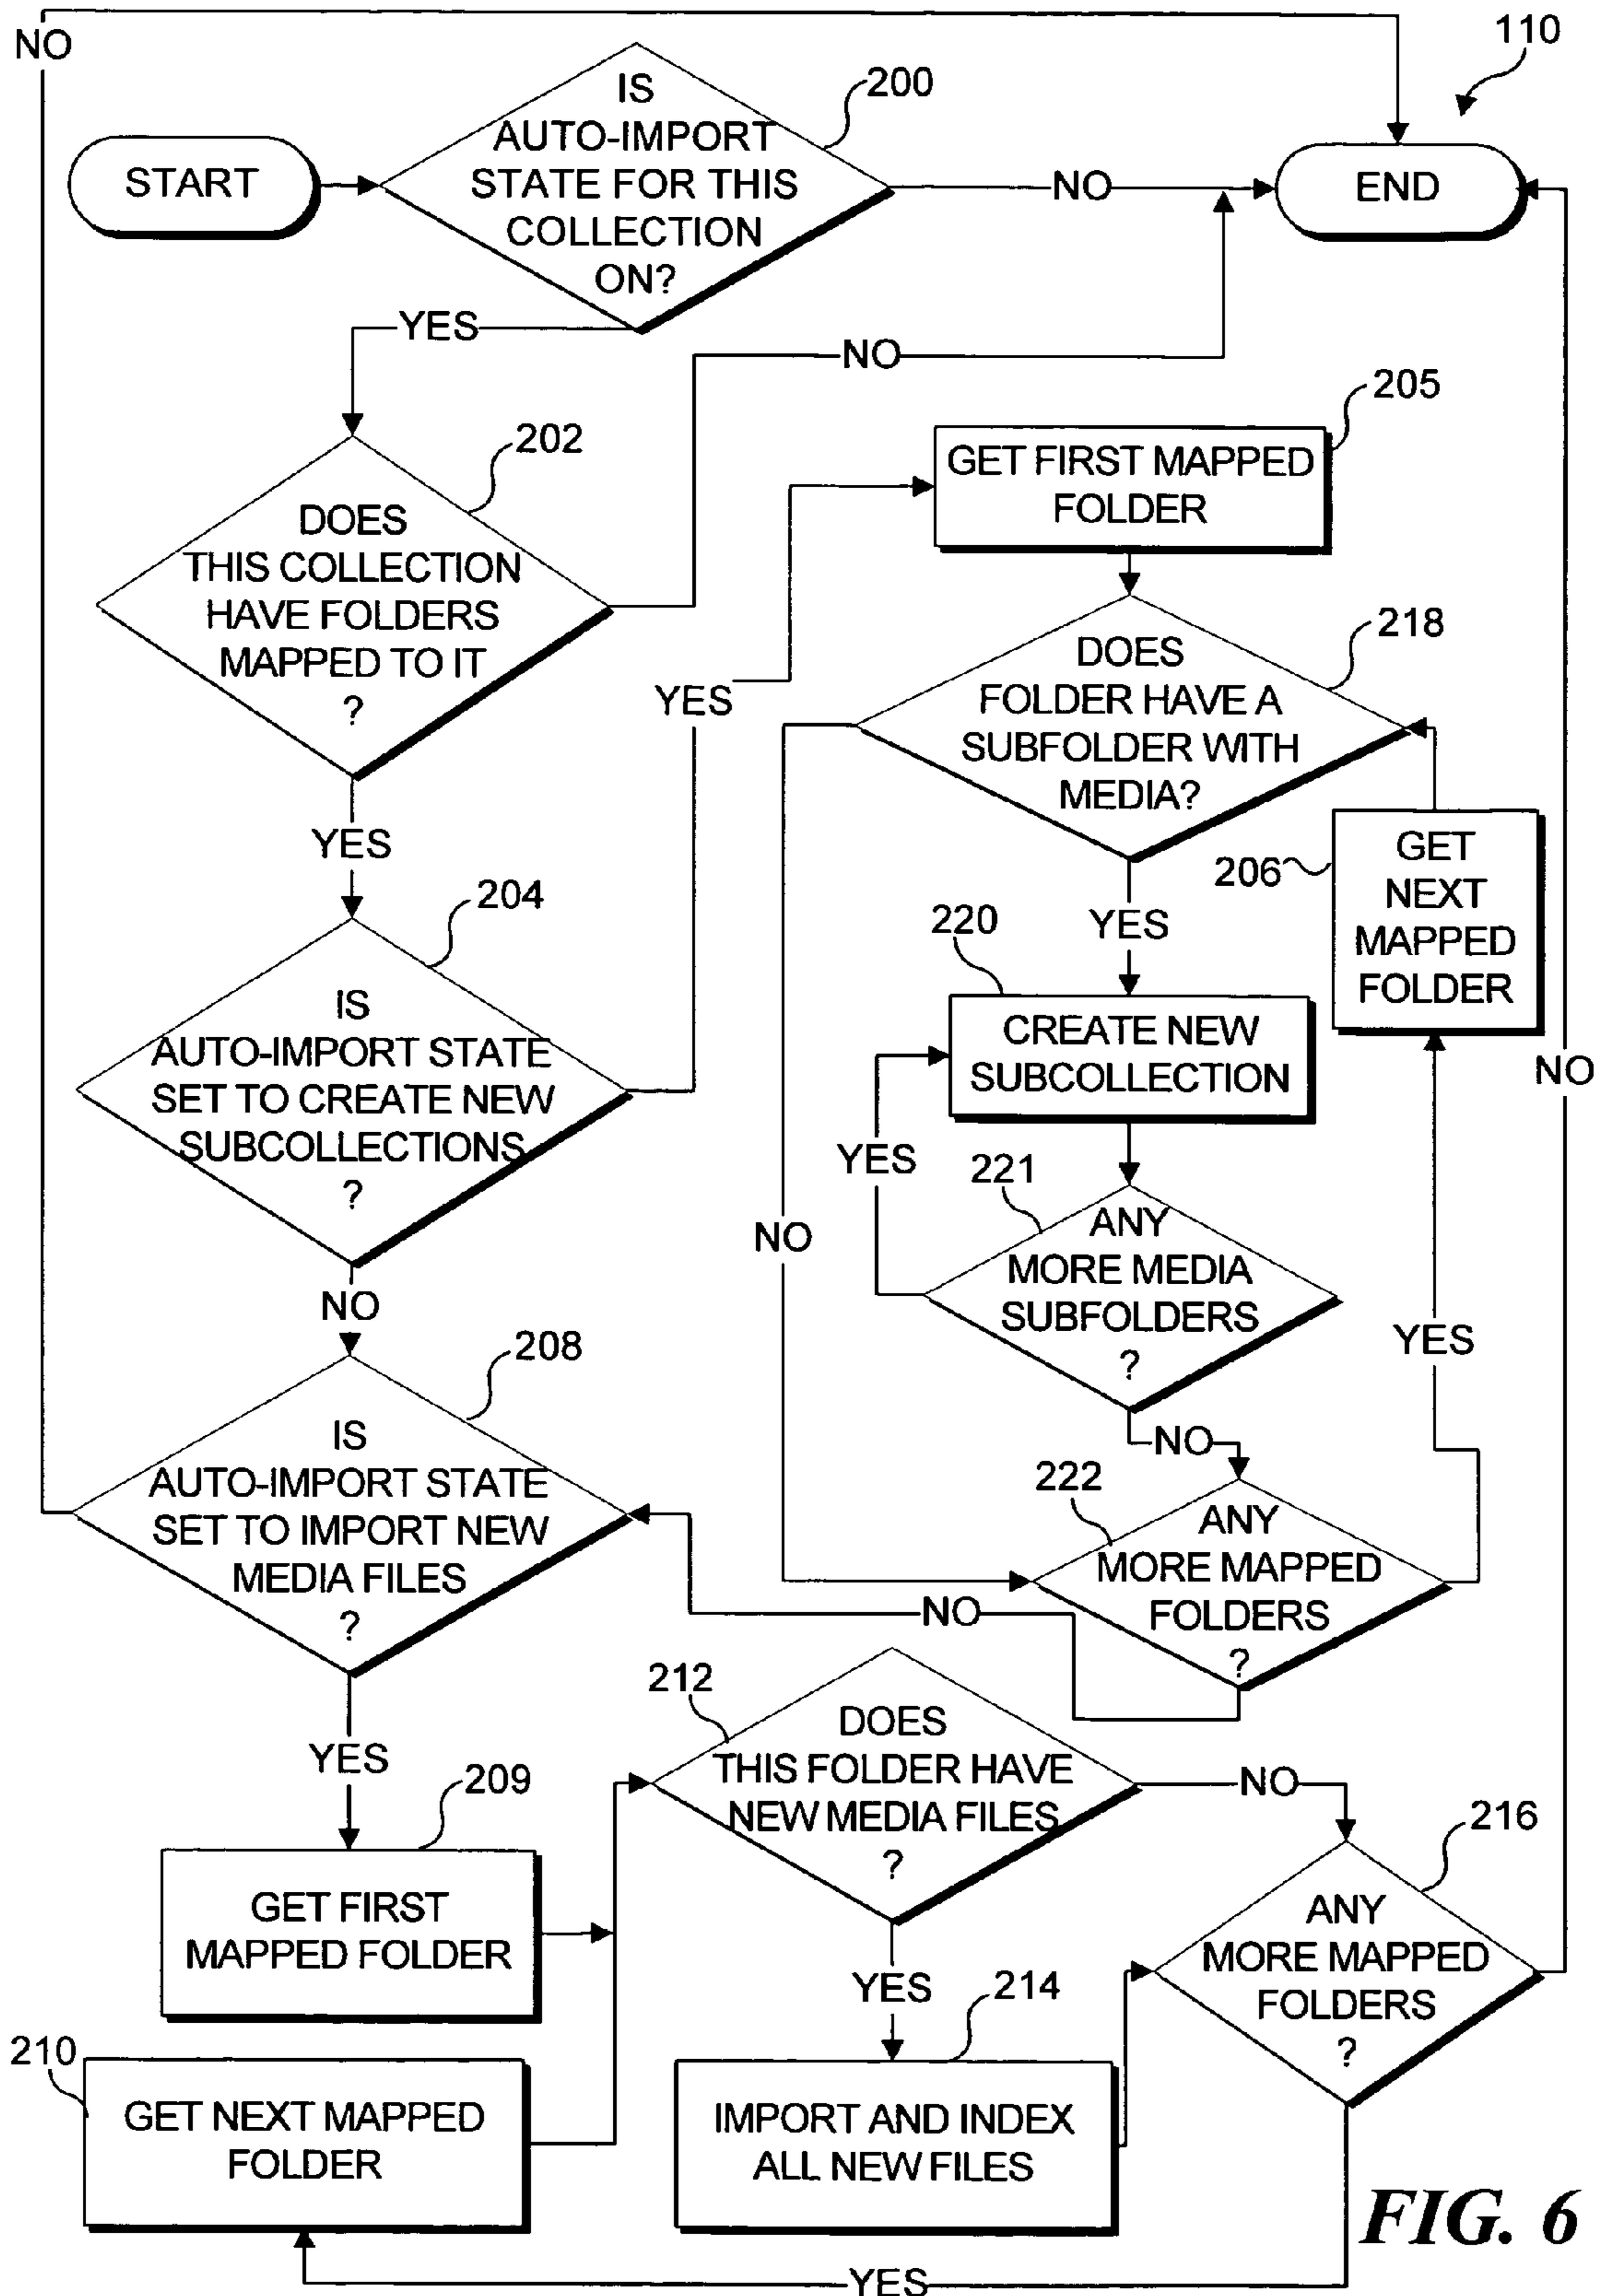 NO
110
200
IS
AUTO-IMPORT
STATE FOR THIS
COLLECTION
ON?
START
NO
END
YES
NO
202
DOES
THIS COLLECTION
HAVE FOLDERS
MAPPED TO IT
?
205
GET FIRST MAPPED
FOLDER
YES
218
DOES
FOLDER HAVE A
SUBFOLDER WITH
MEDIA?
YES
204
IS
AUTO-IMPORT STATE
SET TO CREATE NEW
SUBCOLLECTIONS
?
206
GET
NEXT
MAPPED
FOLDER
YES
220
CREATE NEW
SUBCOLLECTION
NO
YES
221
ANY
MORE MEDIA
SUBFOLDERS
?
NO
NO
YES
NO
208
IS
AUTO-IMPORT STATE
SET TO IMPORT NEW
MEDIA FILES
?
222
ANY
MORE MAPPED
FOLDERS
?
NO
212
DOES
THIS FOLDER HAVE
NEW MEDIA FILES
?
NO
YES
209
GET FIRST
MAPPED FOLDER
216
ANY
MORE MAPPED
FOLDERS
?
YES
214
IMPORT AND INDEX
ALL NEW FILES
210
GET NEXT MAPPED
FOLDER
YES
FIG. 6